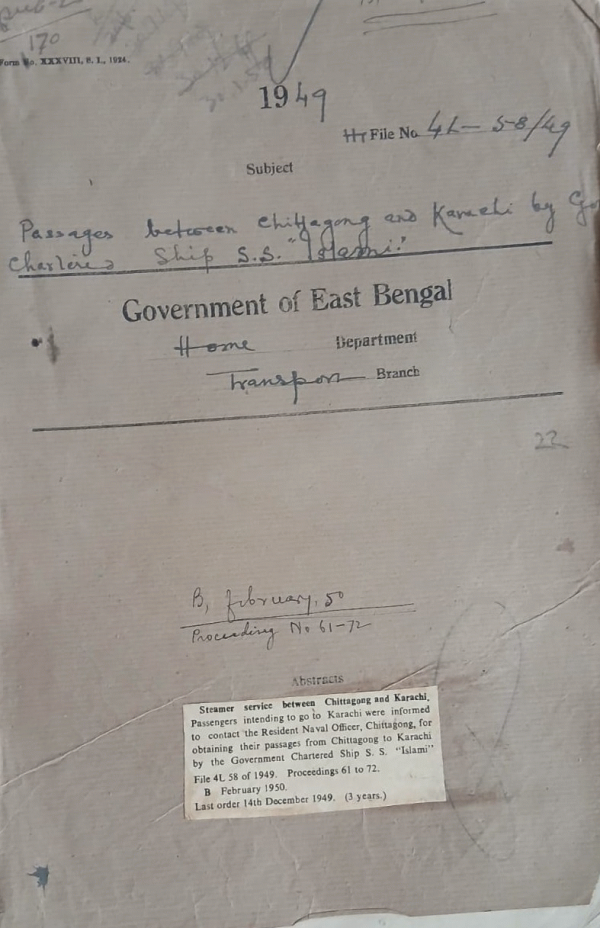 170
Form No. XXXVIII, B. I., 1924.
1949
HT File No. 4L-58/49
Subject
Passages between Chittagong and Karachi by Go
Chartered Ship S.S. "Islami."
Government of East Bengal
Home Department
Transport Branch
22
B, February, 50
Proceeding No 61-72
Abstracts
Steamer service between Chittagong and Karachi.
Passengers intending to go to Karachi were informed
to contact the Resident Naval Officer, Chittagong, for
obtaining their passages from Chittagong to Karachi
by the Government Chartered Ship S. S. "Islami"
File 4L 58 of 1949. Proceedings 61 to 72.
B February 1950.
Last order 14th December 1949. (3 years.)